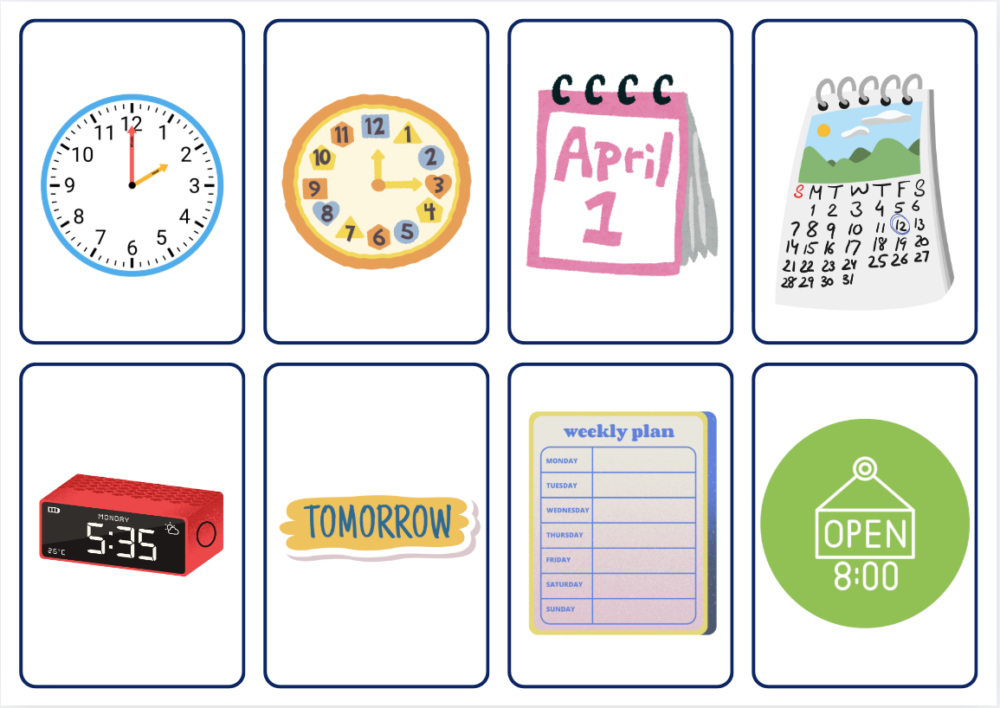 12
11 1
10 2
9 3
8 4
7 5
6
12
11 1
10 2
9 3
8 4
7 5
6
April
1
S M T W T F S
1 2 3 4 5 6
7 8 9 10 11 12 13
14 15 16 17 18 19 20
21 22 23 24 25 26 27
28 29 30 31
MONDAY
5:35
25°C
TOMORROW
weekly plan
MONDAY
TUESDAY
WEDNESDAY
THURSDAY
FRIDAY
SATURDAY
SUNDAY
OPEN
8:00